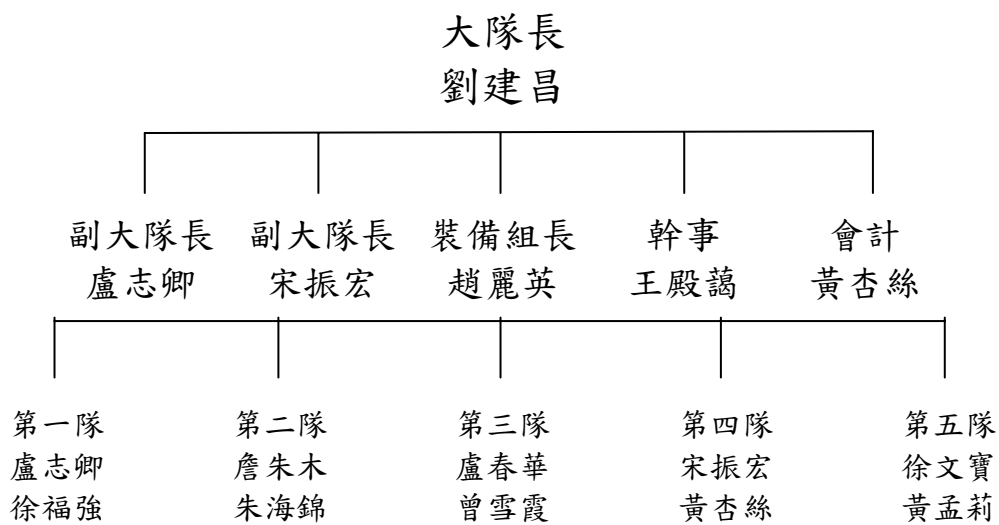 大隊長
劉建昌
副大隊長 副大隊長 裝備組長 幹事 會計
盧志卿 宋振宏 趙麗英 王殿藹 黃杏絲
第一隊 第二隊 第三隊 第四隊 第五隊
盧志卿 詹朱木 盧春華 宋振宏 徐文寶
徐福強 朱海錦 曾雪霞 黃杏絲 黃孟莉